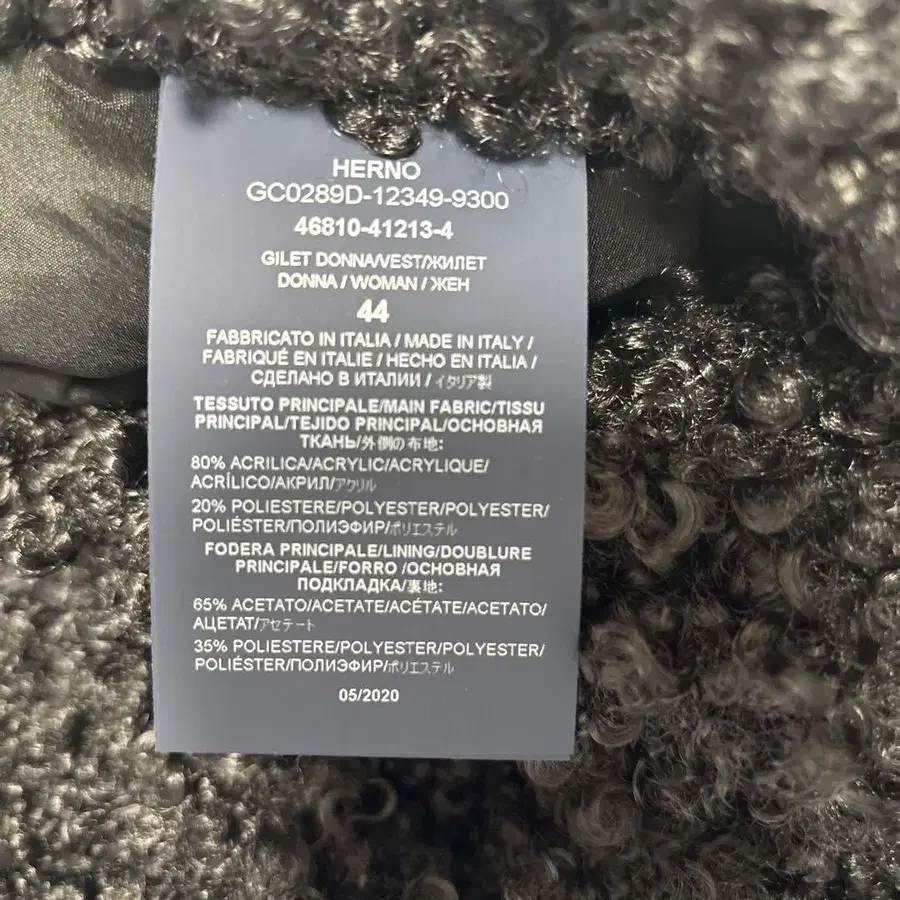 HERNO
GC0289D-12349-9300
46810-41213-4
GILET DONNA/VEST/ЖИЛЕТ
DONNA / WOMAN / ЖЕН
44
FABBRICATO IN ITALIA / MADE IN ITALY /
FABRIQUÉ EN ITALIE / HECHO EN ITALIA /
СДЕЛАНО В ИТАЛИИ / イタリア製
TESSUTO PRINCIPALE/MAIN FABRIC/TISSU
PRINCIPAL/TEJIDO PRINCIPAL/ОСНОВНАЯ
ТКАНЬ/外側の布地:
80% ACRILICA/ACRYLIC/ACRYLIQUE/
ACRÍLICO/АКРИЛ/アクリル
20% POLIESTERE/POLYESTER/POLYESTER/
POLIÉSTER/ПОЛИЭФИР/ポリエステル
FODERA PRINCIPALE/LINING/DOUBLURE
PRINCIPALE/FORRO /ОСНОВНАЯ
ПОДКЛАДКА/裏地:
65% ACETATO/ACETATE/ACÉTATE/ACETATO/
АЦЕТАТ/アセテート
35% POLIESTERE/POLYESTER/POLYESTER/
POLIÉSTER/ПОЛИЭФИР/ポリエステル
05/2020